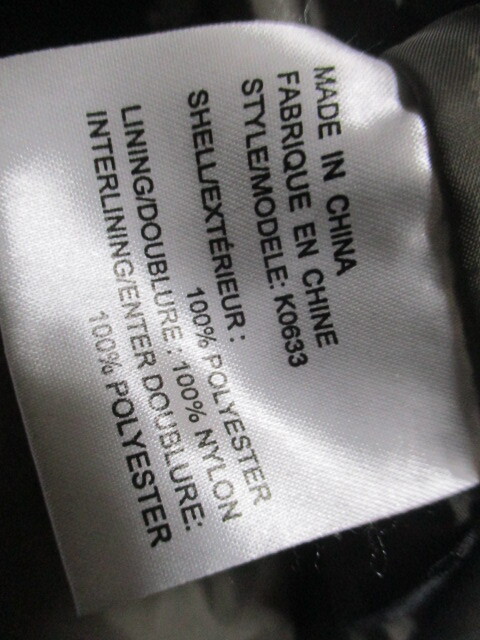 MADE IN CHINA
FABRIQUE EN CHINE
STYLE/MODELE: K0633
SHELL/EXTÉRIEUR :
100% POLYESTER
LINING/DOUBLURE : 100% NYLON
INTERLINING/ENTER DOUBLURE:
100% POLYESTER